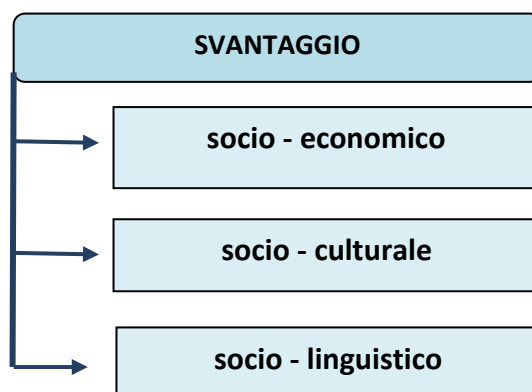 SVANTAGGIO
socio - economico
socio - culturale
socio - linguistico